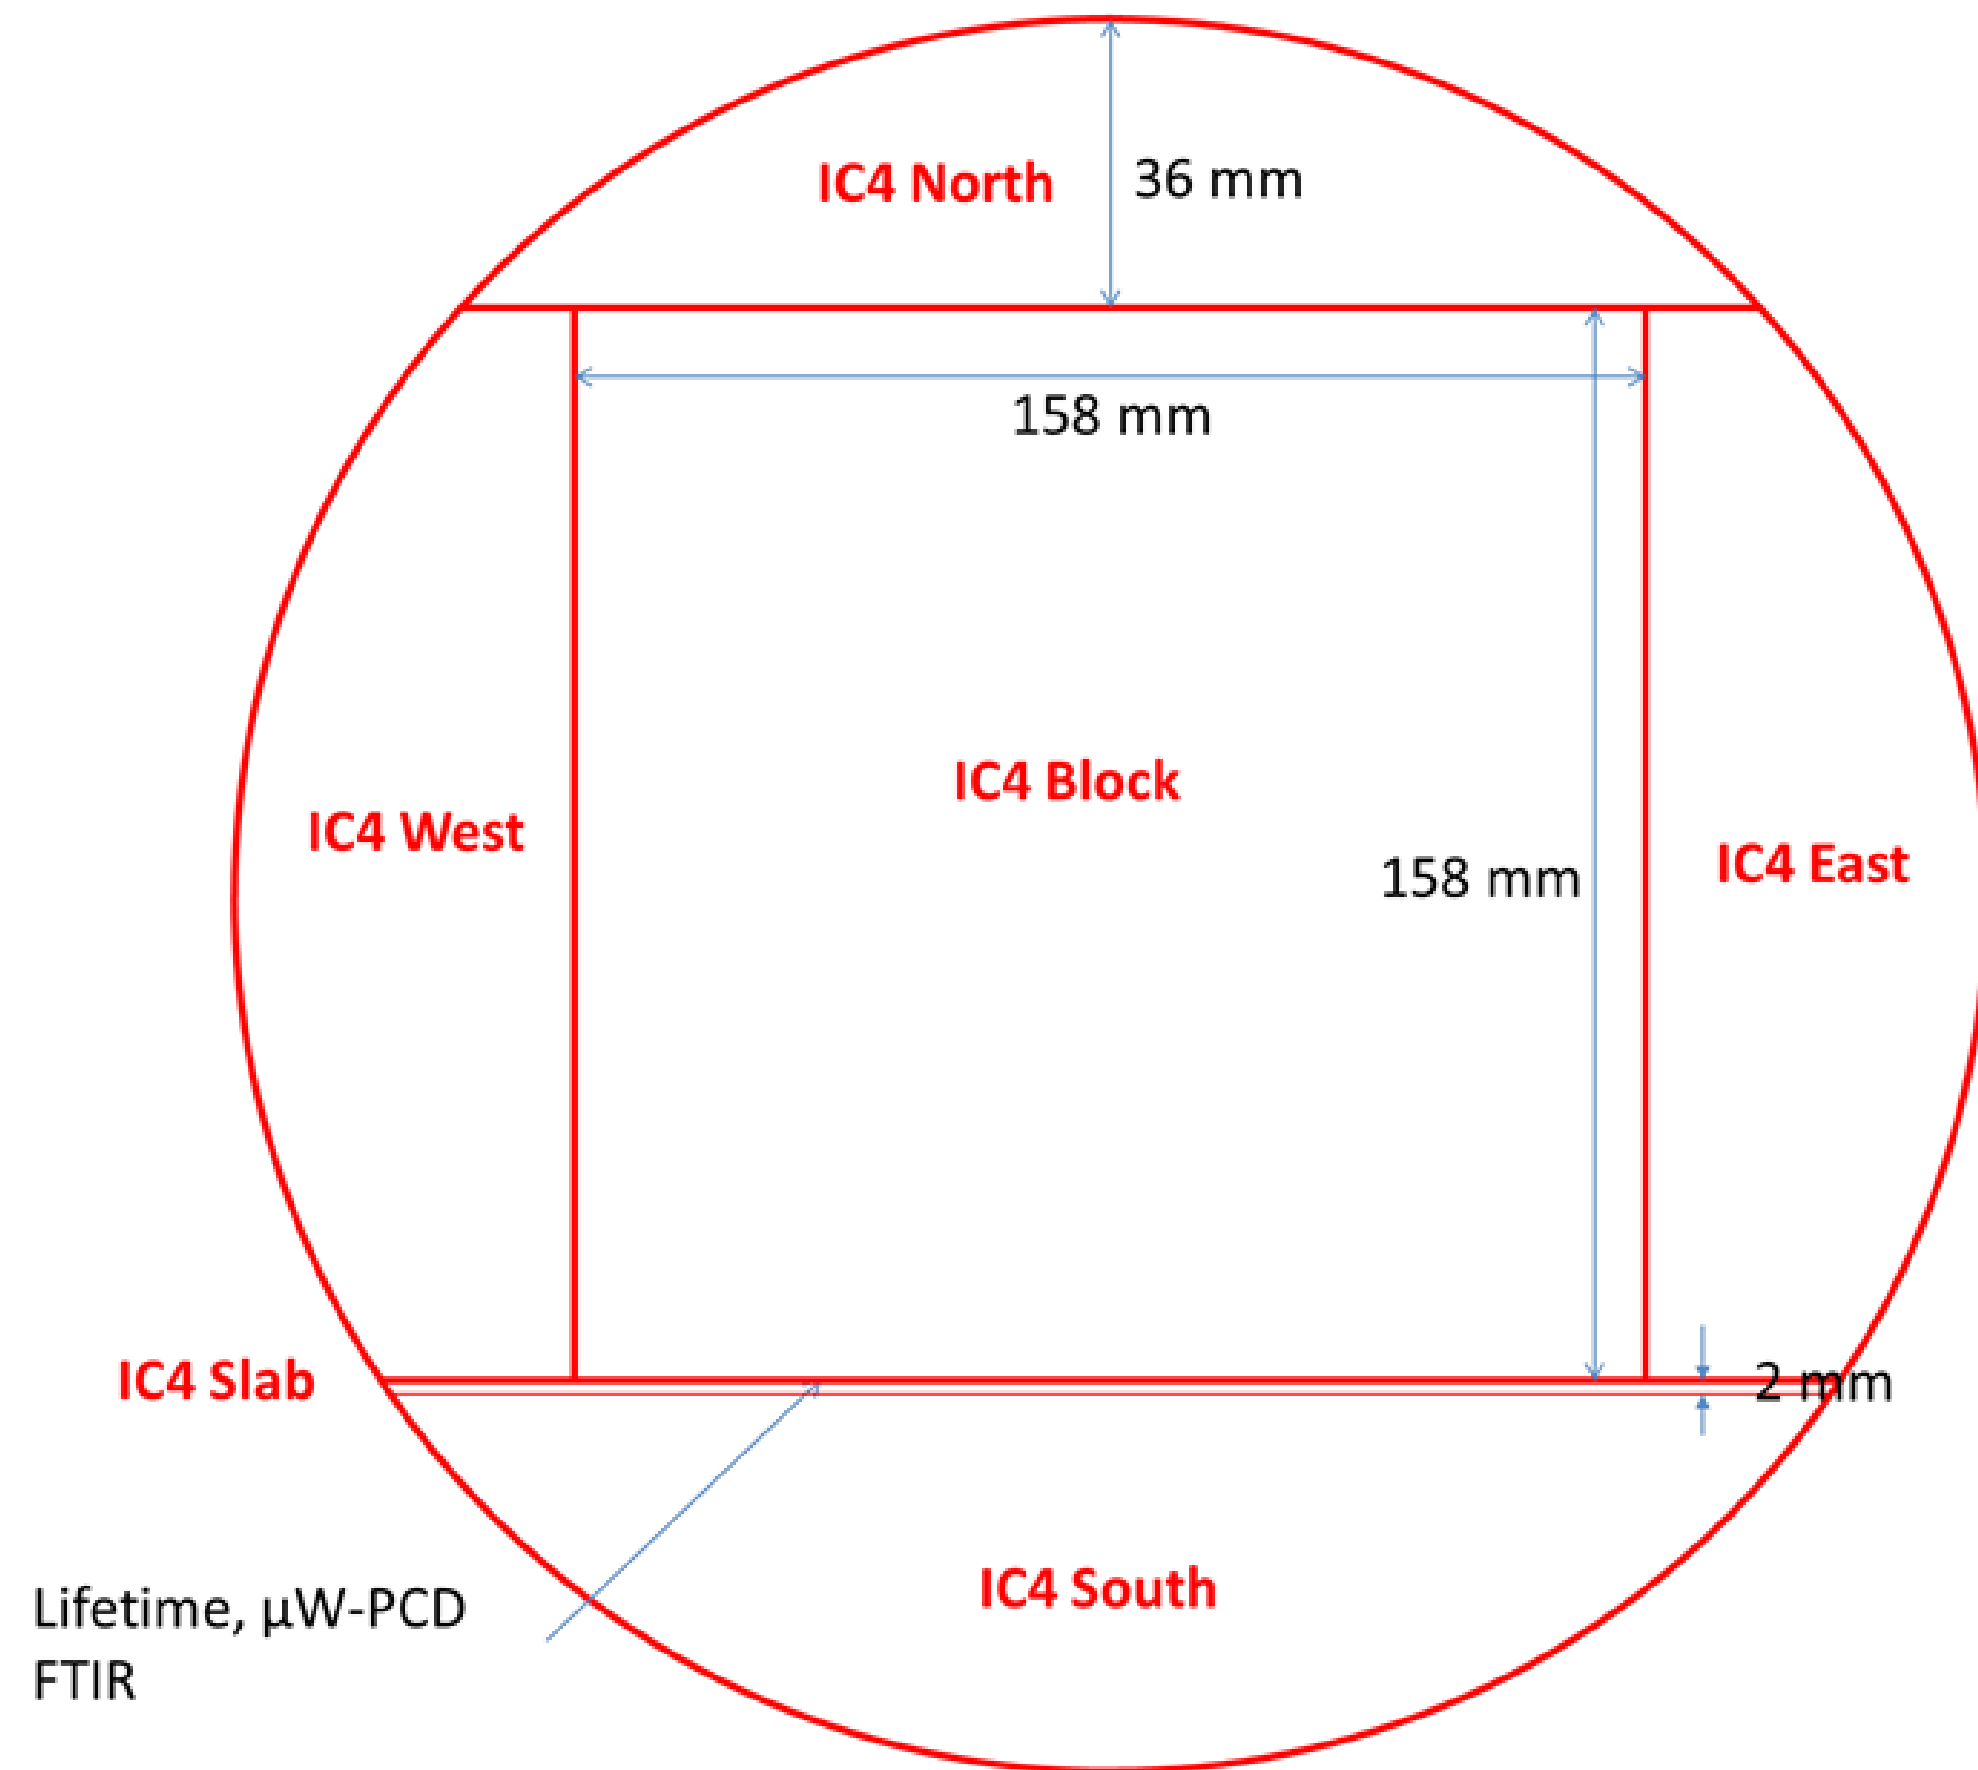 IC4 North
36 mm
158 mm
IC4 Block
IC4 West
158 mm
IC4 East
IC4 Slab
2 mm
IC4 South
Lifetime, µW-PCD
FTIR